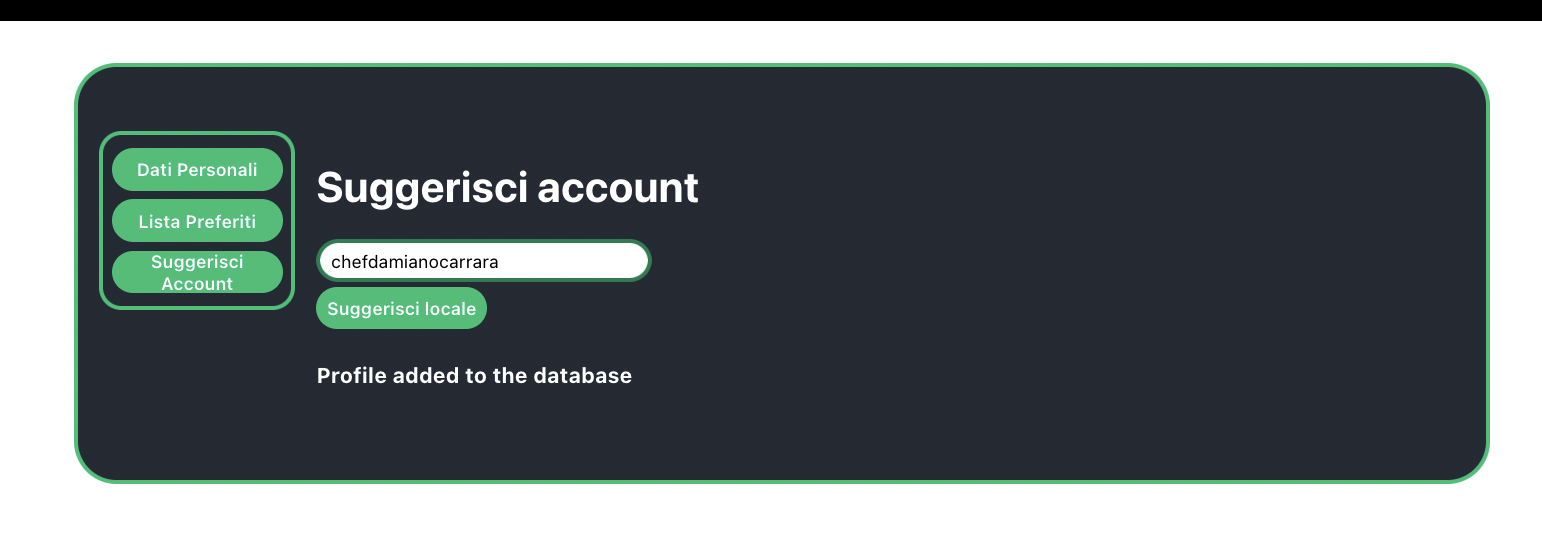 Dati Personali
Lista Preferiti
Suggerisci
Account
Suggerisci account
chefdamianocarrara
Suggerisci locale
Profile added to the database